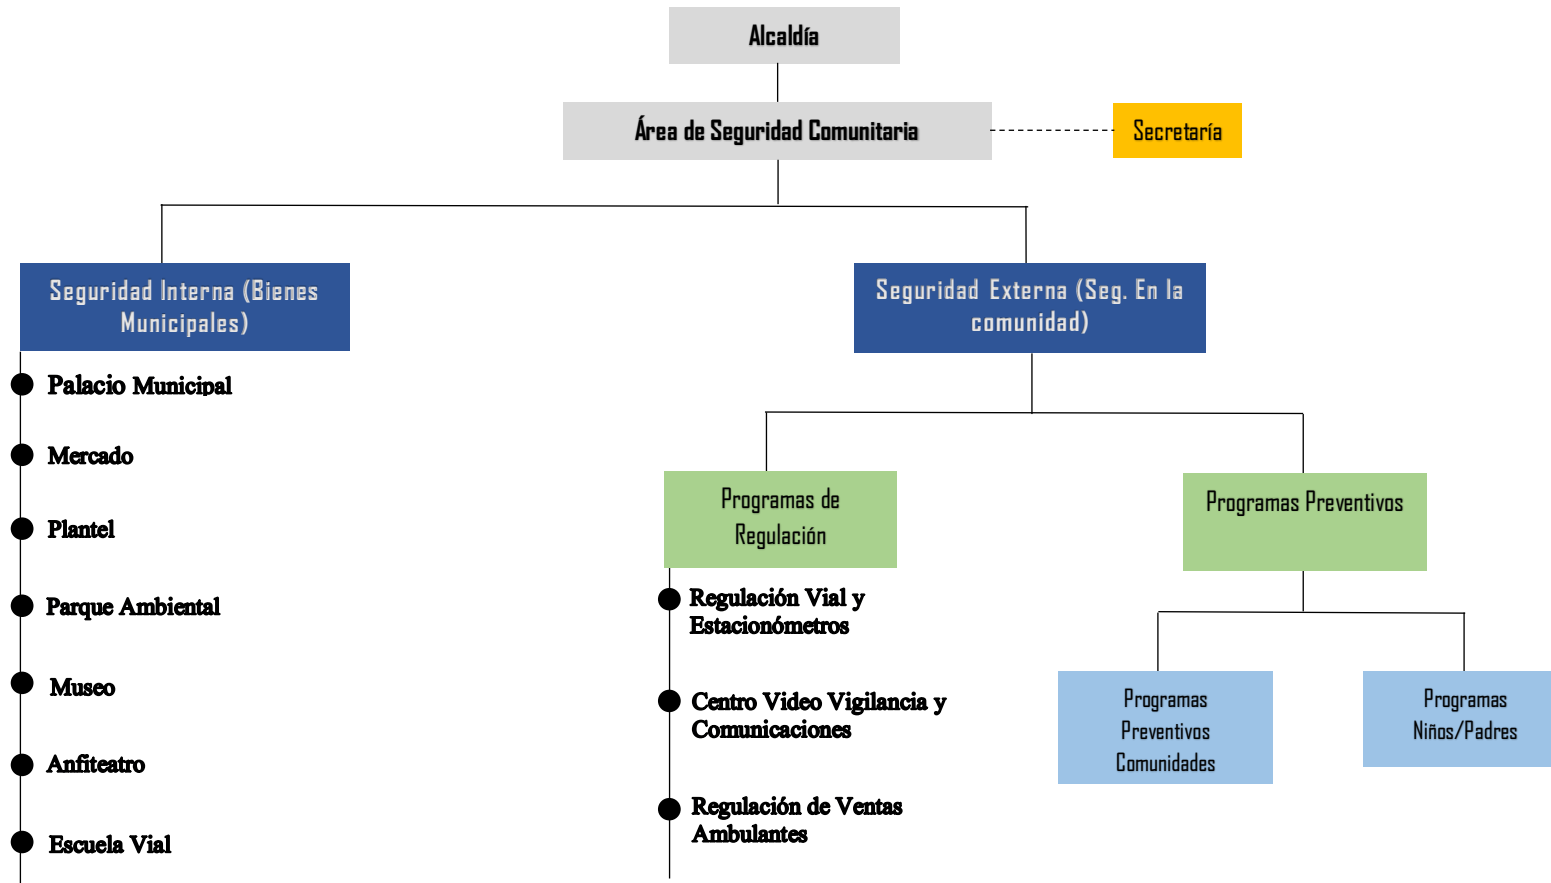 Alcaldía
Área de Seguridad Comunitaria
Secretaría
Seguridad Interna (Bienes
Municipales)
Palacio Municipal
Mercado
Plantel
Parque Ambiental
Museo
Anfiteatro
Escuela Vial
Seguridad Externa (Seg. En la
comunidad)
Programas de
Regulación
Regulación Vial y
Estacionómetros
Centro Video Vigilancia y
Comunicaciones
Regulación de Ventas
Ambulantes
Programas Preventivos
Programas
Preventivos
Comunidades
Programas
Niños/Padres